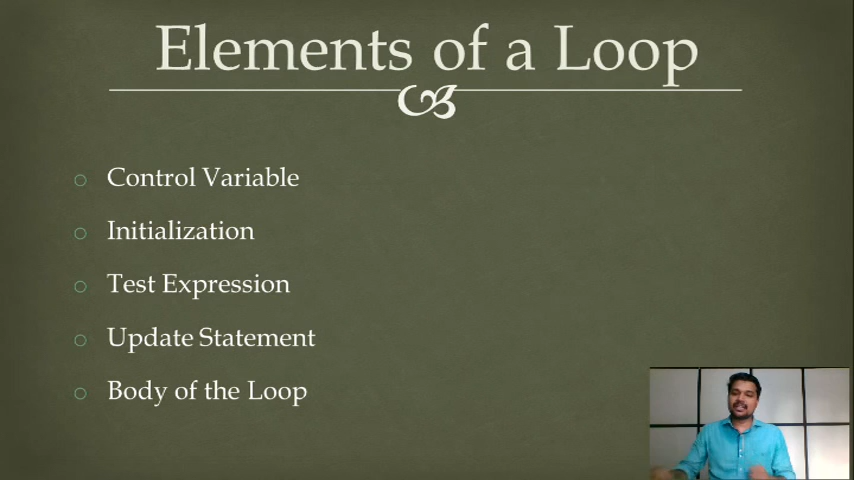 Elements of a Loop
Control Variable
Initialization
Test Expression
Update Statement
Body of the Loop